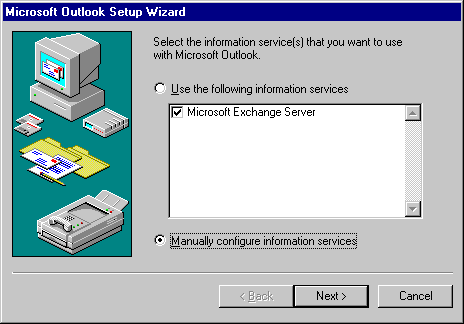 Microsoft Outlook Setup Wizard
Select the information service(s) that you want to use
with Microsoft Outlook.
Use the following information services
Microsoft Exchange Server
Manually configure information services
< Back
Next >
Cancel